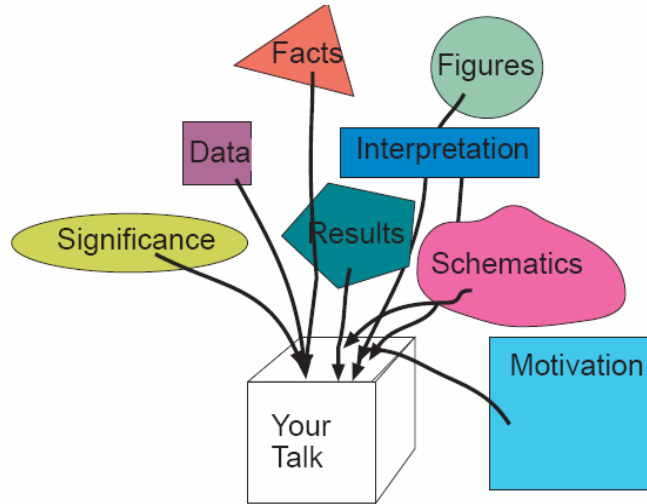 Facts
Figures
Data
Interpretation
Significance
Results
Schematics
Motivation
Your
Talk